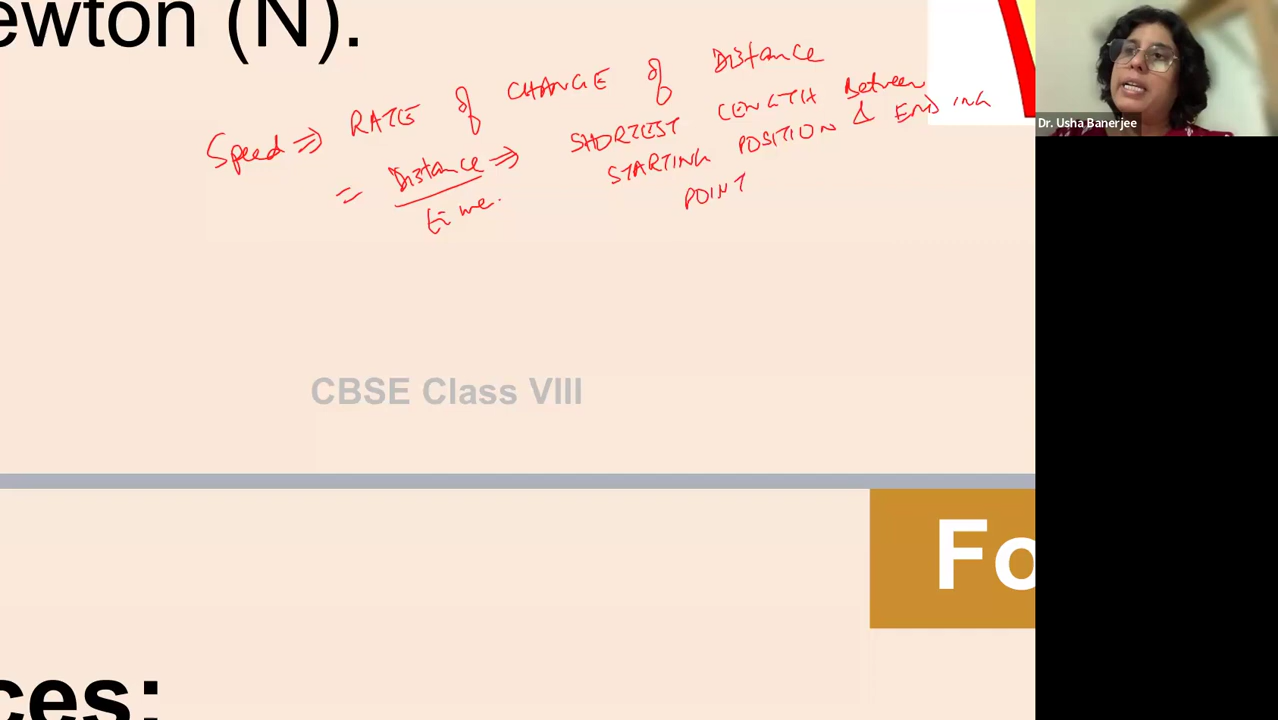 ewton (N).
Speed ⇒ RATE of CHANGE of Distance
= Distance / time. ⇒ SHORTEST LENGTH Between
STARTING POSITION & ENDING
POINT
Dr. Usha Banerjee
CBSE Class VIII
Fo
ces: